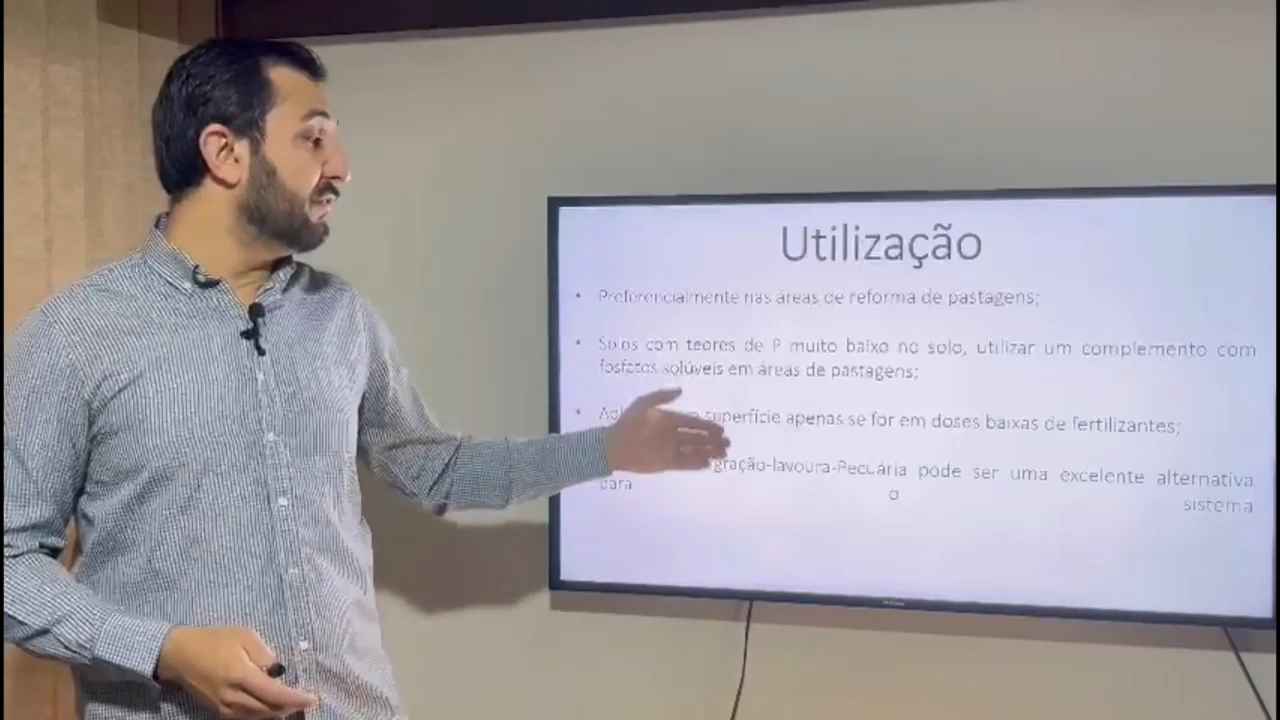 Utilização
• Preferencialmente nas áreas de reforma de pastagens;
• Solos com teores de P muito baixo no solo, utilizar um complemento com
fosfatos solúveis em áreas de pastagens;
• superfície apenas se for em doses baixas de fertilizantes;
gração-lavoura-Pecuária pode ser uma excelente alternativa
para o sistema